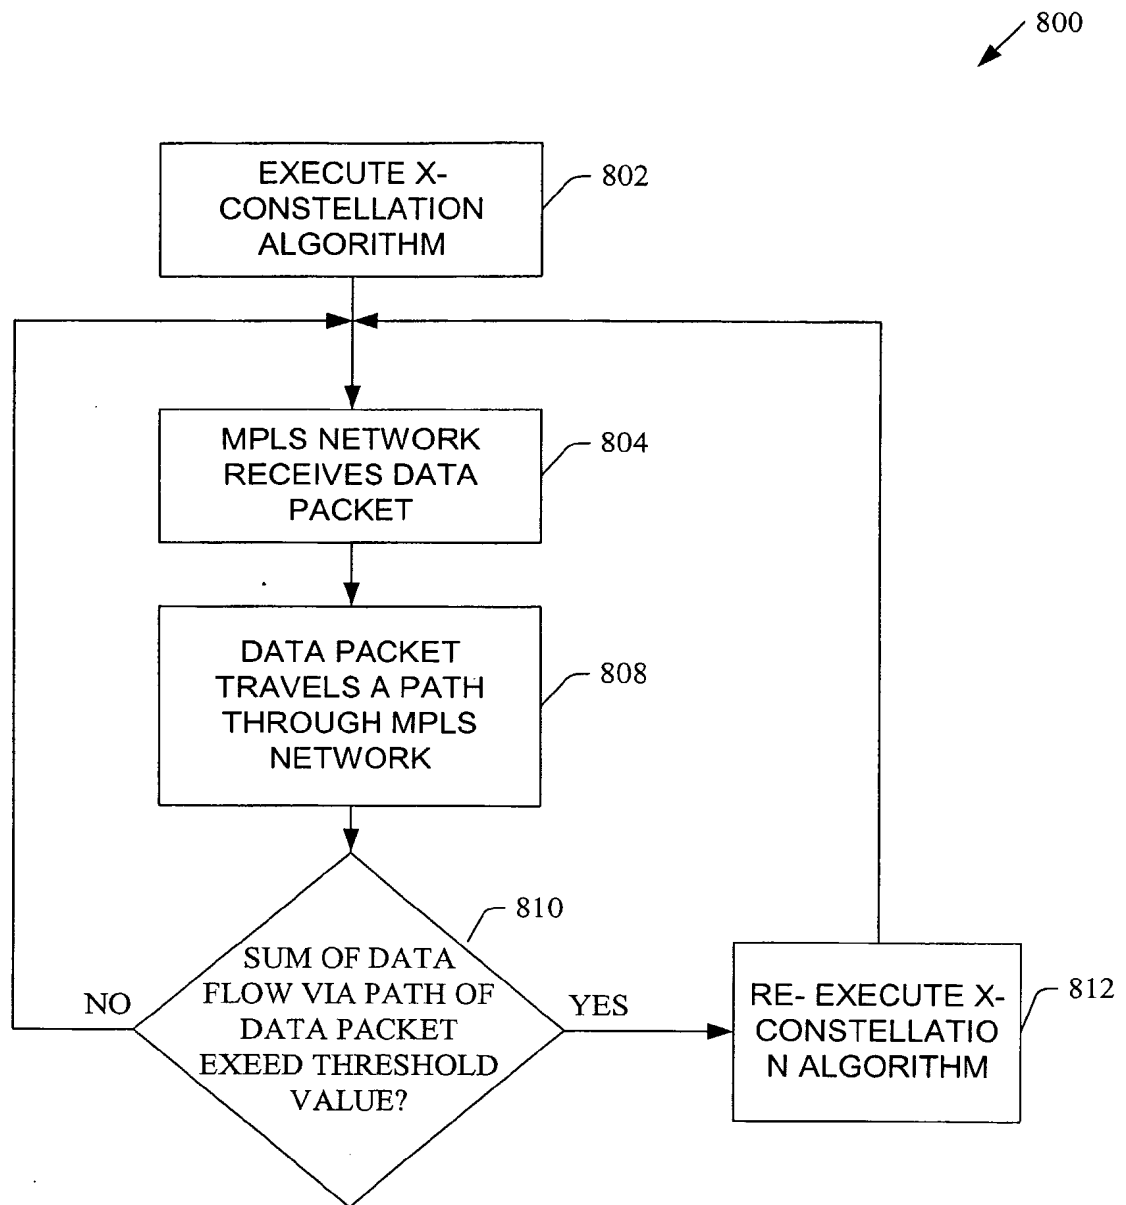 800
EXECUTE X-
CONSTELLATION
ALGORITHM
802
MPLS NETWORK
RECEIVES DATA
PACKET
804
DATA PACKET
TRAVELS A PATH
THROUGH MPLS
NETWORK
808
810
SUM OF DATA
FLOW VIA PATH OF
DATA PACKET
EXEED THRESHOLD
VALUE?
NO
YES
RE- EXECUTE X-
CONSTELLATIO
N ALGORITHM
812